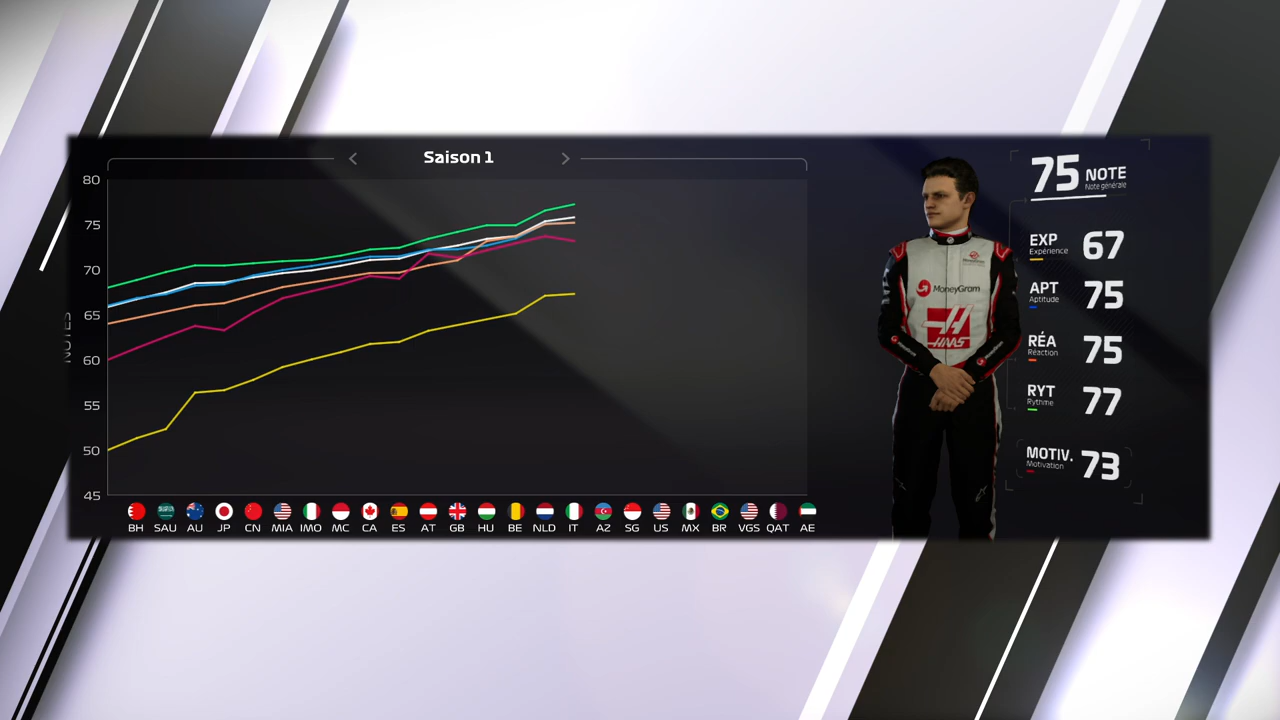 Saison 1
80
75
70
65
60
55
50
45
NOTES
BH SAU AU JP CN MIA IMO MC CA ES AT GB HU BE NLD IT AZ SG US MX BR VGS QAT AE
MoneyGram
HAAS
75 NOTE
Note générale
EXP 67
Expérience
APT 75
Aptitude
RÉA 75
Réaction
RYT 77
Rythme
MOTIV. 73
Motivation